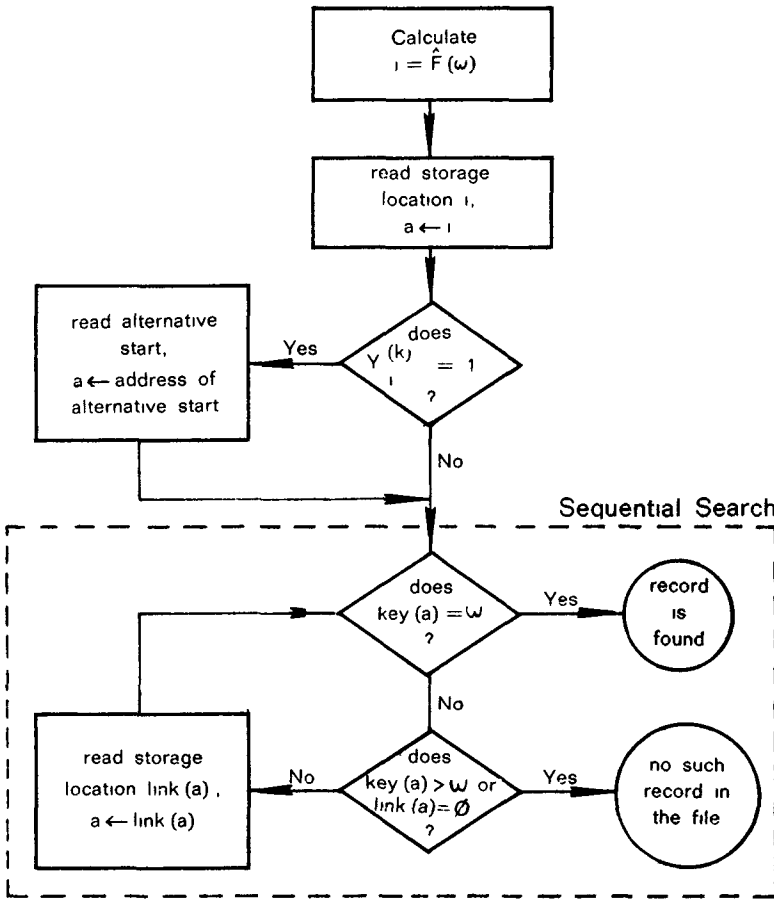 Calculate
i = F̂(ω)
read storage
location i,
a ← i
does
Y_i^(k) = 1
?
Yes
read alternative
start,
a ← address of
alternative start
No
Sequential Search
does
key (a) = ω
?
Yes
record
is
found
No
does
key (a) > ω or
link (a) = Ø
?
No
read storage
location link (a),
a ← link (a)
Yes
no such
record in
the file